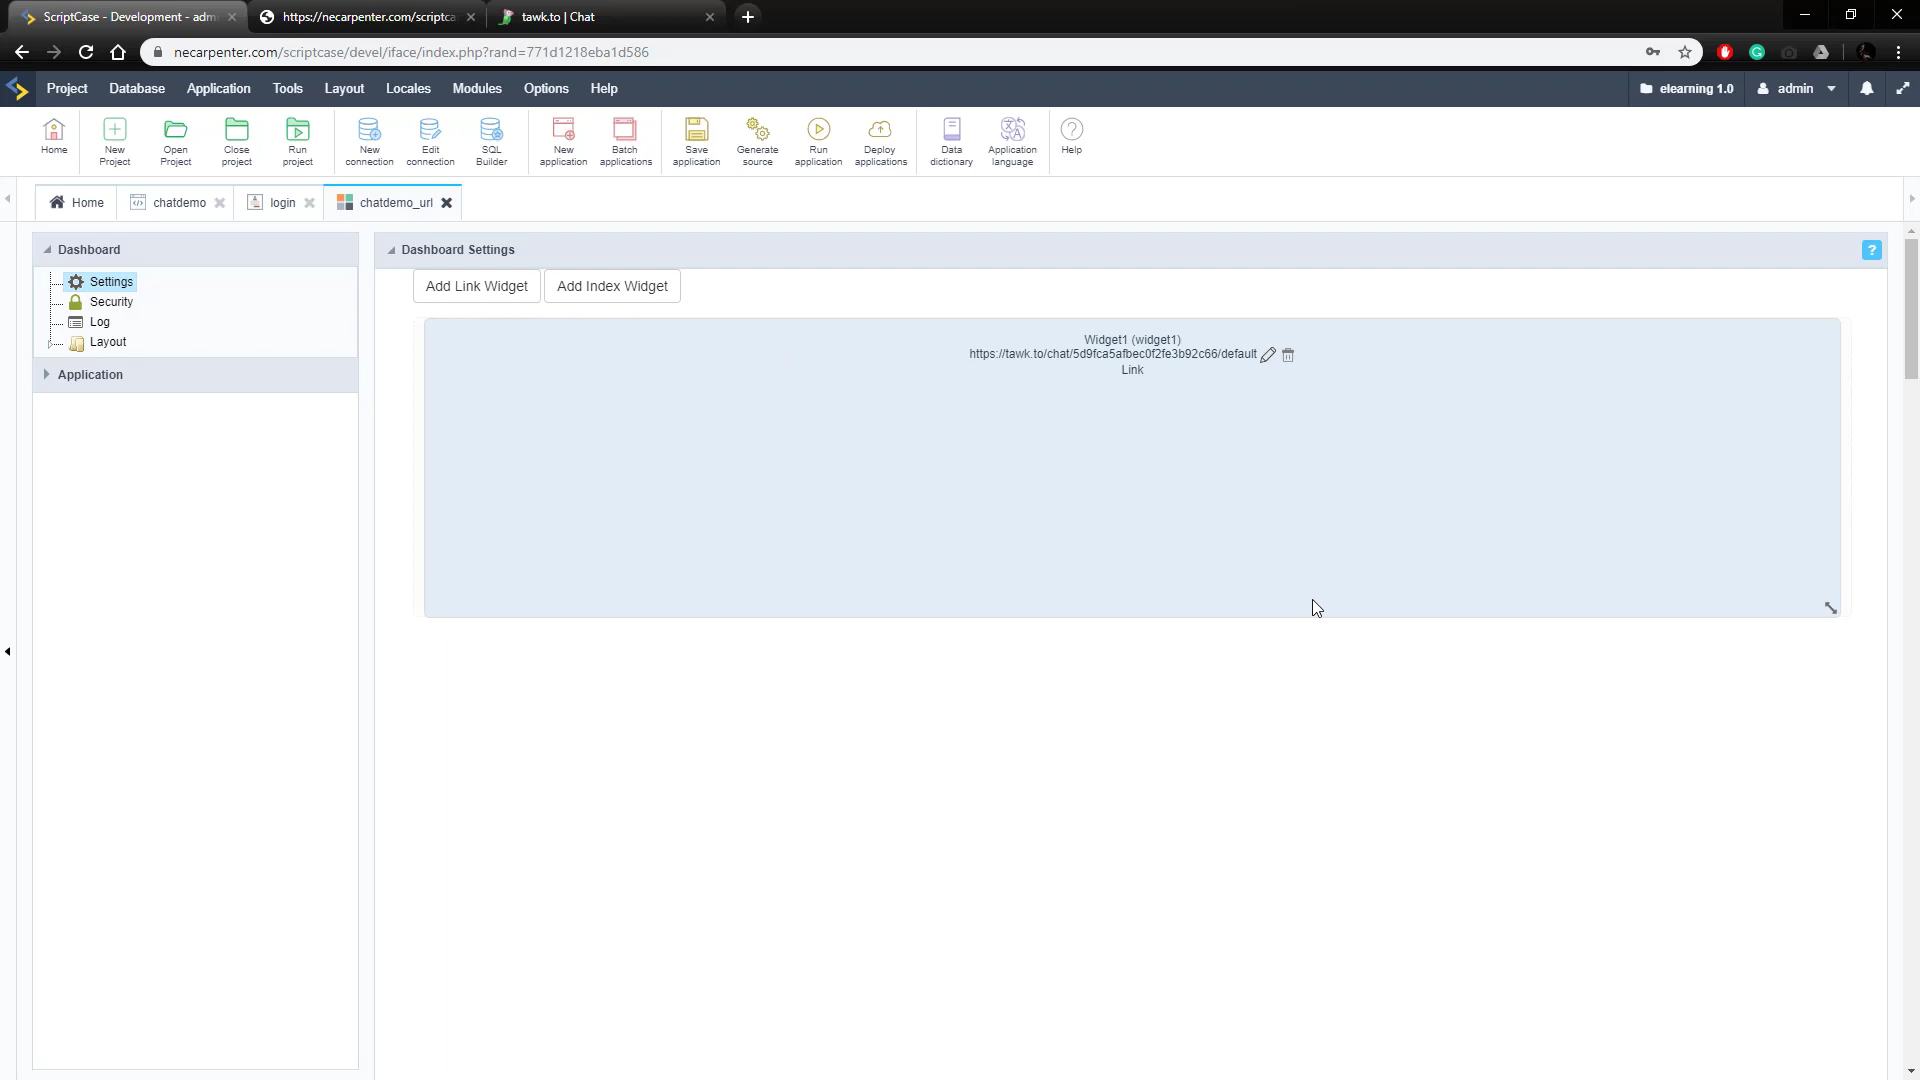 ScriptCase - Development - adm
https://necarpenter.com/scriptca
tawk.to | Chat
necarpenter.com/scriptcase/devel/iface/index.php?rand=771d1218eba1d586
Project
Database
Application
Tools
Layout
Locales
Modules
Options
Help
elearning 1.0
admin
Home
New
Project
Open
Project
Close
project
Run
project
New
connection
Edit
connection
SQL
Builder
New
application
Batch
applications
Save
application
Generate
source
Run
application
Deploy
applications
Data
dictionary
Application
language
Help
Home
chatdemo
login
chatdemo_url
Dashboard
Settings
Security
Log
Layout
Application
Dashboard Settings
?
Add Link Widget
Add Index Widget
Widget1 (widget1)
https://tawk.to/chat/5d9fca5afbec0f2fe3b92c66/default
Link